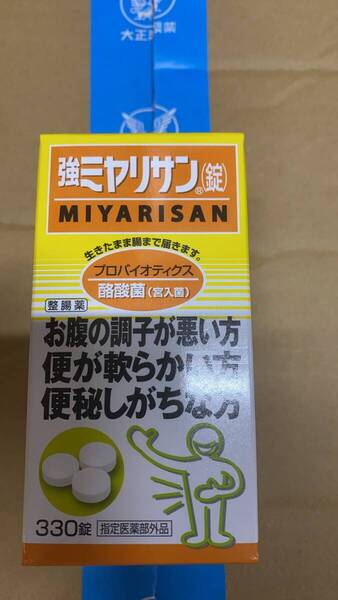 大正製薬
強ミヤリサン®(錠)
MIYARISAN
生きたまま腸まで届きます。
プロバイオティクス
酪酸菌(宮入菌)
整腸薬
お腹の調子が悪い方
便が軟らかい方
便秘しがちな方
330錠
指定医薬部外品